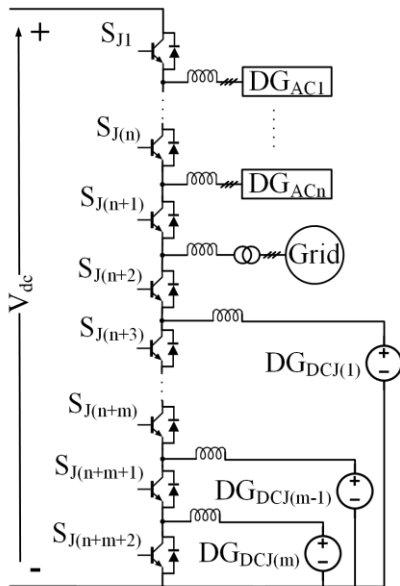 +
S_J1
DG_AC1
S_J(n)
DG_ACn
S_J(n+1)
Grid
S_J(n+2)
V_dc
S_J(n+3)
+
-
DG_DCJ(1)
S_J(n+m)
S_J(n+m+1)
+
-
DG_DCJ(m-1)
S_J(n+m+2)
+
-
DG_DCJ(m)
-